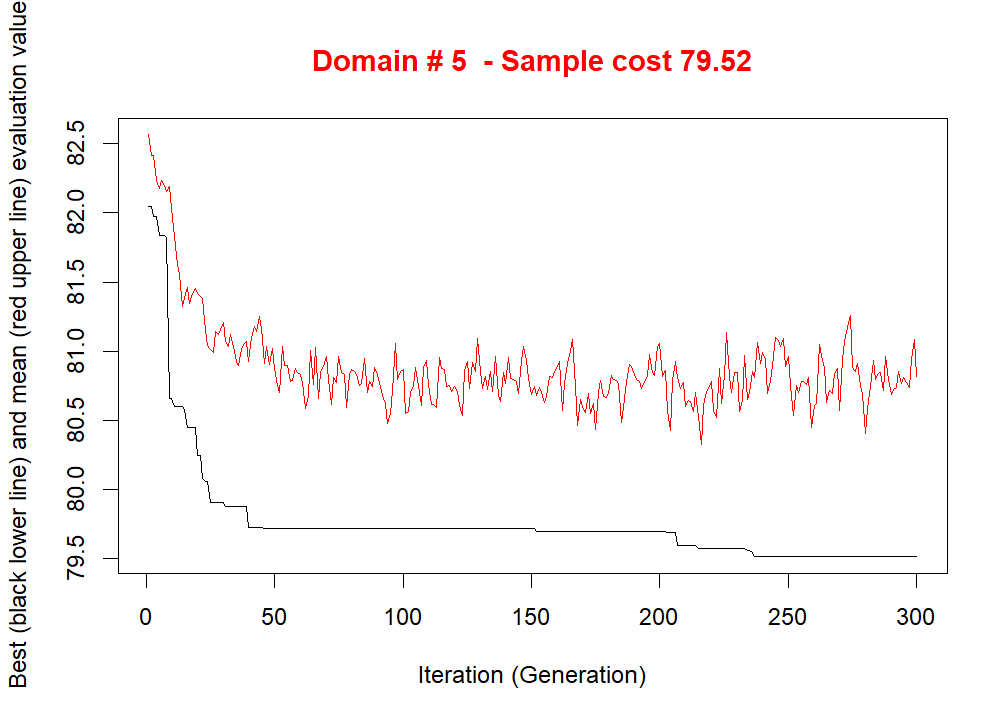 Domain # 5  - Sample cost 79.52
Best (black lower line) and mean (red upper line) evaluation value
82.5
82.0
81.5
81.0
80.5
80.0
79.5
0 50 100 150 200 250 300
Iteration (Generation)